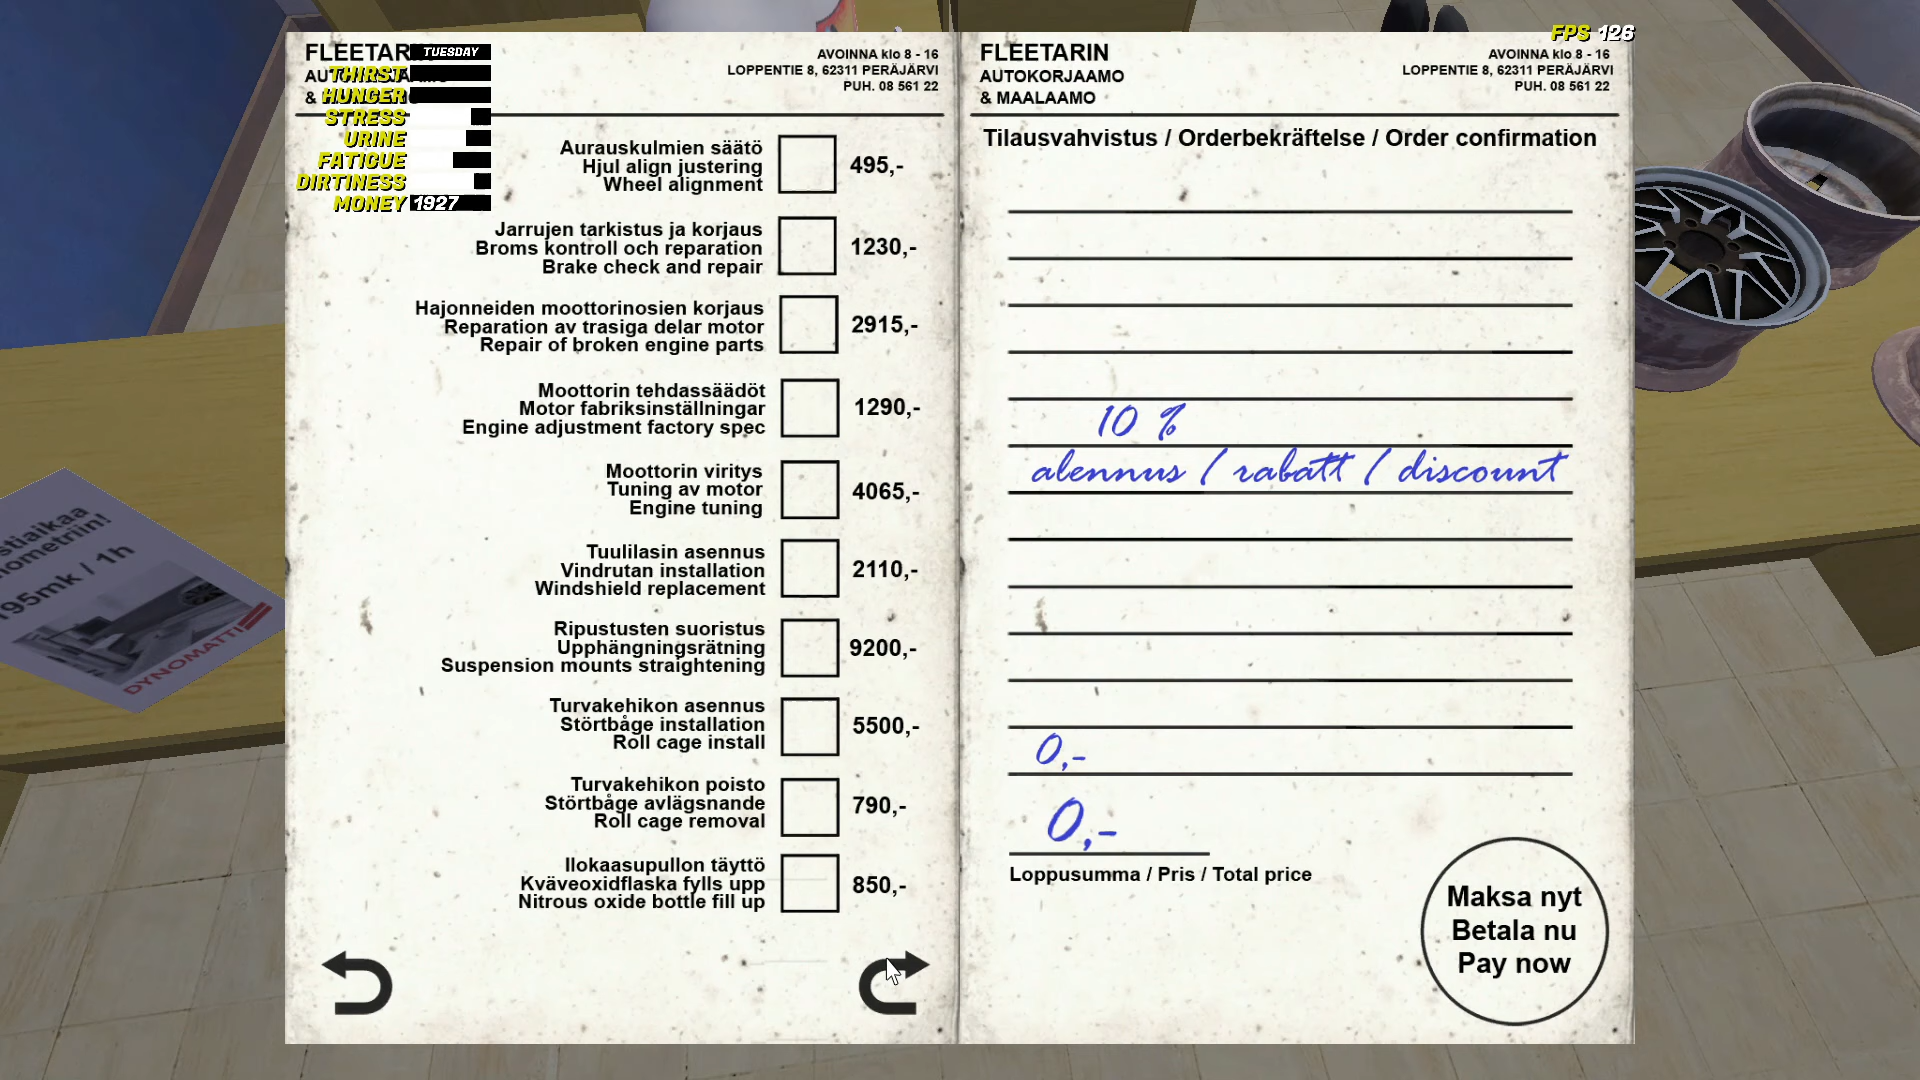 FPS 126
TUESDAY
THIRST
HUNGER
STRESS
URINE
FATIGUE
DIRTINESS
MONEY 1927
AVOINNA klo 8 - 16
LOPPENTIE 8, 62311 PERÄJÄRVI
PUH. 08 561 22
Aurauskulmien säätö
Hjul align justering
Wheel alignment
495,-
Jarrujen tarkistus ja korjaus
Broms kontroll och reparation
Brake check and repair
1230,-
Hajonneiden moottorinosien korjaus
Reparation av trasiga delar motor
Repair of broken engine parts
2915,-
Moottorin tehdassäädöt
Motor fabriksinställningar
Engine adjustment factory spec
1290,-
Moottorin viritys
Tuning av motor
Engine tuning
4065,-
Tuulilasin asennus
Vindrutan installation
Windshield replacement
2110,-
Ripustusten suoristus
Upphängningsrätning
Suspension mounts straightening
9200,-
Turvakehikon asennus
Störtbåge installation
Roll cage install
5500,-
Turvakehikon poisto
Störtbåge avlägsnande
Roll cage removal
790,-
Ilokaasupullon täyttö
Kväveoxidflaska fylls upp
Nitrous oxide bottle fill up
850,-
FLEETARIN
AUTOKORJAAMO
& MAALAAMO
AVOINNA klo 8 - 16
LOPPENTIE 8, 62311 PERÄJÄRVI
PUH. 08 561 22
Tilausvahvistus / Orderbekräftelse / Order confirmation
10 %
alennus / rabatt / discount
0,-
0,-
Loppusumma / Pris / Total price
Maksa nyt
Betala nu
Pay now
95mk / 1h
DYNOMATTI